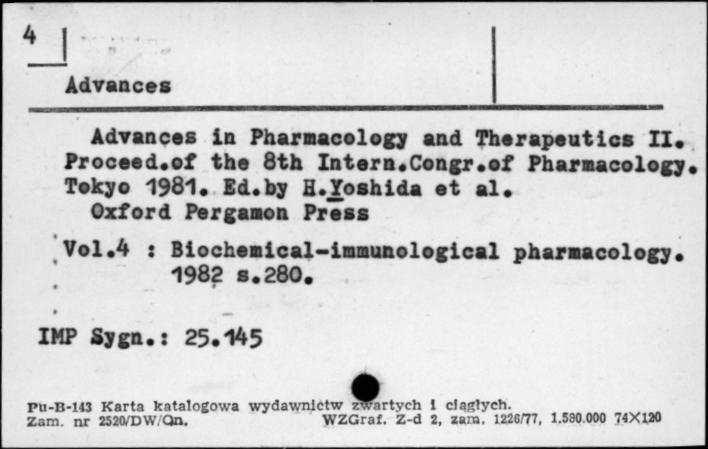 4
Advances
Advances in Pharmacology and Therapeutics II.
Proceed.of the 8th Intern.Congr.of Pharmacology.
Tokyo 1981. Ed.by H.Yoshida et al.
Oxford Pergamon Press
Vol.4 : Biochemical-immunological pharmacology.
1982 s.280.
IMP Sygn.: 25.145
Pu-B-143 Karta katalogowa wydawnictw zwartych i ciągłych.
Zam. nr 2520/DW/Qn. WZGraf. Z-d 2, zam. 1226/77, 1.580.000 74X120